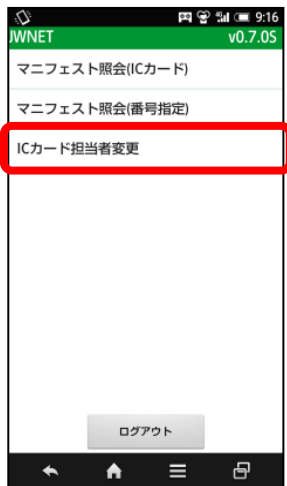 9:16
JWNET v0.7.0S
マニフェスト照会(ICカード)
マニフェスト照会(番号指定)
ICカード担当者変更
ログアウト